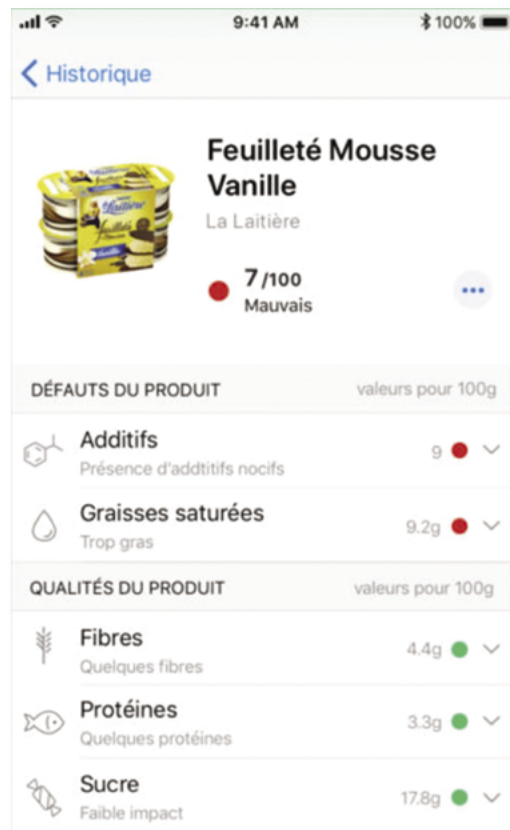 9:41 AM 100%
Historique
Feuilleté Mousse
Vanille
La Laitière
7 /100
Mauvais
DÉFAUTS DU PRODUIT valeurs pour 100g
Additifs
9
Présence d'addtitifs nocifs
Graisses saturées
9.2g
Trop gras
QUALITÉS DU PRODUIT valeurs pour 100g
Fibres
4.4g
Quelques fibres
Protéines
3.3g
Quelques protéines
Sucre
17.8g
Faible impact